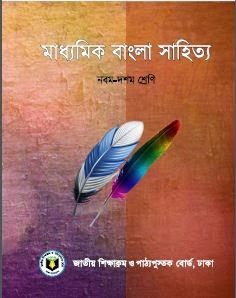 মাধ্যমিক বাংলা সাহিত্য
নবম-দশম শ্রেণি
জাতীয় শিক্ষাক্রম ও পাঠ্যপুস্তক বোর্ড, ঢাকা